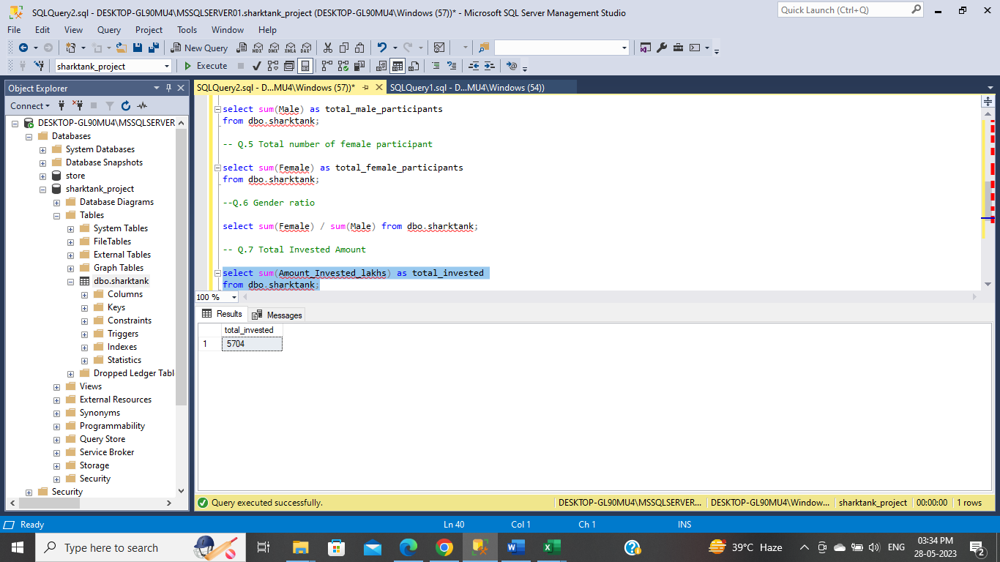 SQLQuery2.sql - DESKTOP-GL90MU4\MSSQLSERVER01.sharktank_project (DESKTOP-GL90MU4\Windows (57))* - Microsoft SQL Server Management Studio
Quick Launch (Ctrl+Q)
File Edit View Query Project Tools Window Help
New Query MDX DMX XMLA DAX
sharktank_project Execute
Object Explorer
Connect
DESKTOP-GL90MU4\MSSQLSERVER
Databases
System Databases
Database Snapshots
store
sharktank_project
Database Diagrams
Tables
System Tables
FileTables
External Tables
Graph Tables
dbo.sharktank
Columns
Keys
Constraints
Triggers
Indexes
Statistics
Dropped Ledger Tabl
Views
External Resources
Synonyms
Programmability
Query Store
Service Broker
Storage
Security
Security
SQLQuery2.sql - D...MU4\Windows (57))* SQLQuery1.sql - D...MU4\Windows (54))
select sum(Male) as total_male_participants
from dbo.sharktank;
-- Q.5 Total number of female participant
select sum(Female) as total_female_participants
from dbo.sharktank;
--Q.6 Gender ratio
select sum(Female) / sum(Male) from dbo.sharktank;
-- Q.7 Total Invested Amount
select sum(Amount_Invested_lakhs) as total_invested
from dbo.sharktank;
100 %
Results Messages
total_invested
1 5704
Query executed successfully. DESKTOP-GL90MU4\MSSQLSERVER... DESKTOP-GL90MU4\Window... sharktank_project 00:00:00 1 rows
Ready Ln 40 Col 1 Ch 1 INS
Type here to search 39°C Haze ENG 03:34 PM
28-05-2023 2